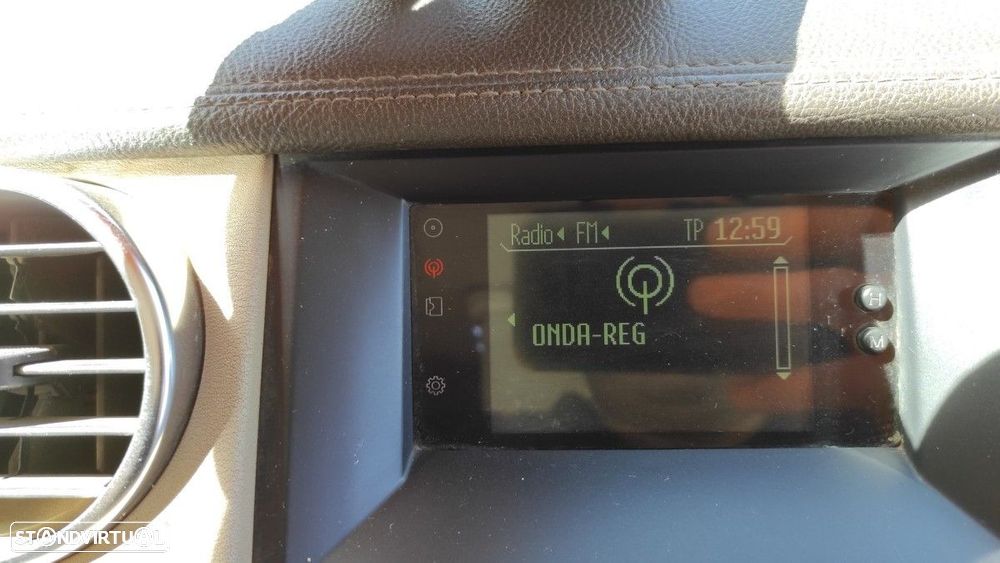 Radio FM TP 12:59
ONDA-REG
H
M
STANDVIRTUAL